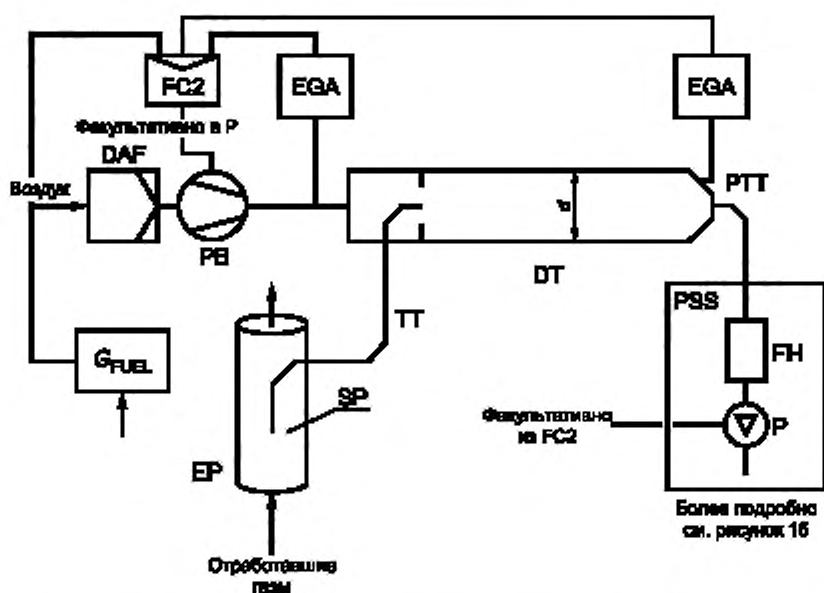 FC2
EGA
EGA
Факультативно в P
DAF
Воздух
PB
d
PTT
DT
TT
PSS
FH
G FUEL
SP
EP
Факультативно
из FC2
P
Более подробно
см. рисунок 16
Отработавшие
газы